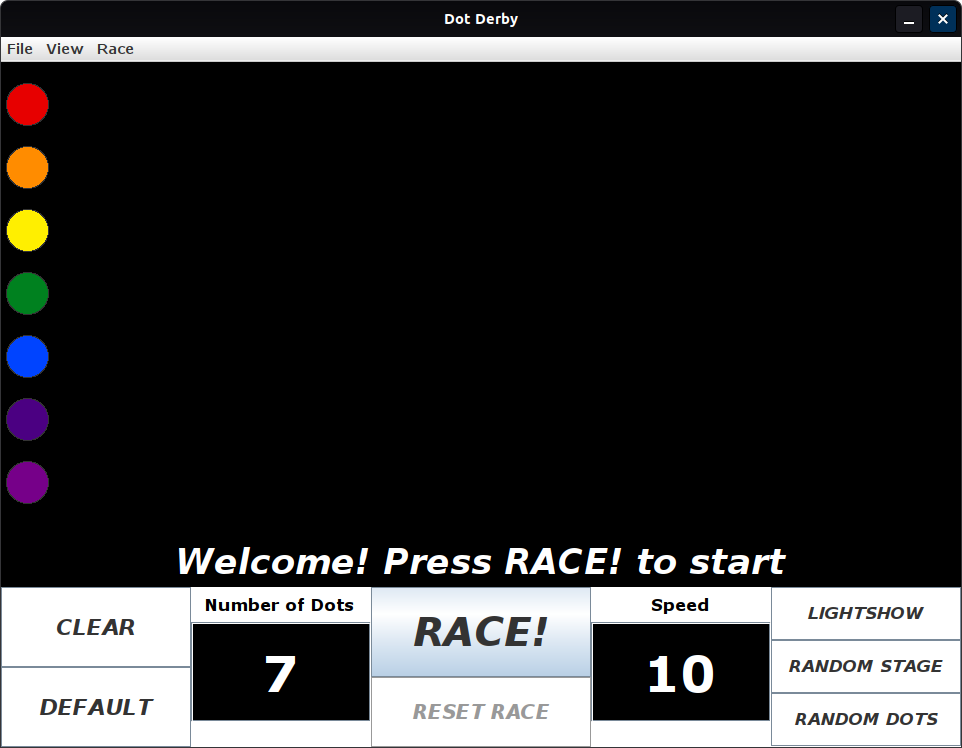 Dot Derby
File View Race
Welcome! Press RACE! to start
CLEAR
DEFAULT
Number of Dots
7
RACE!
RESET RACE
Speed
10
LIGHTSHOW
RANDOM STAGE
RANDOM DOTS